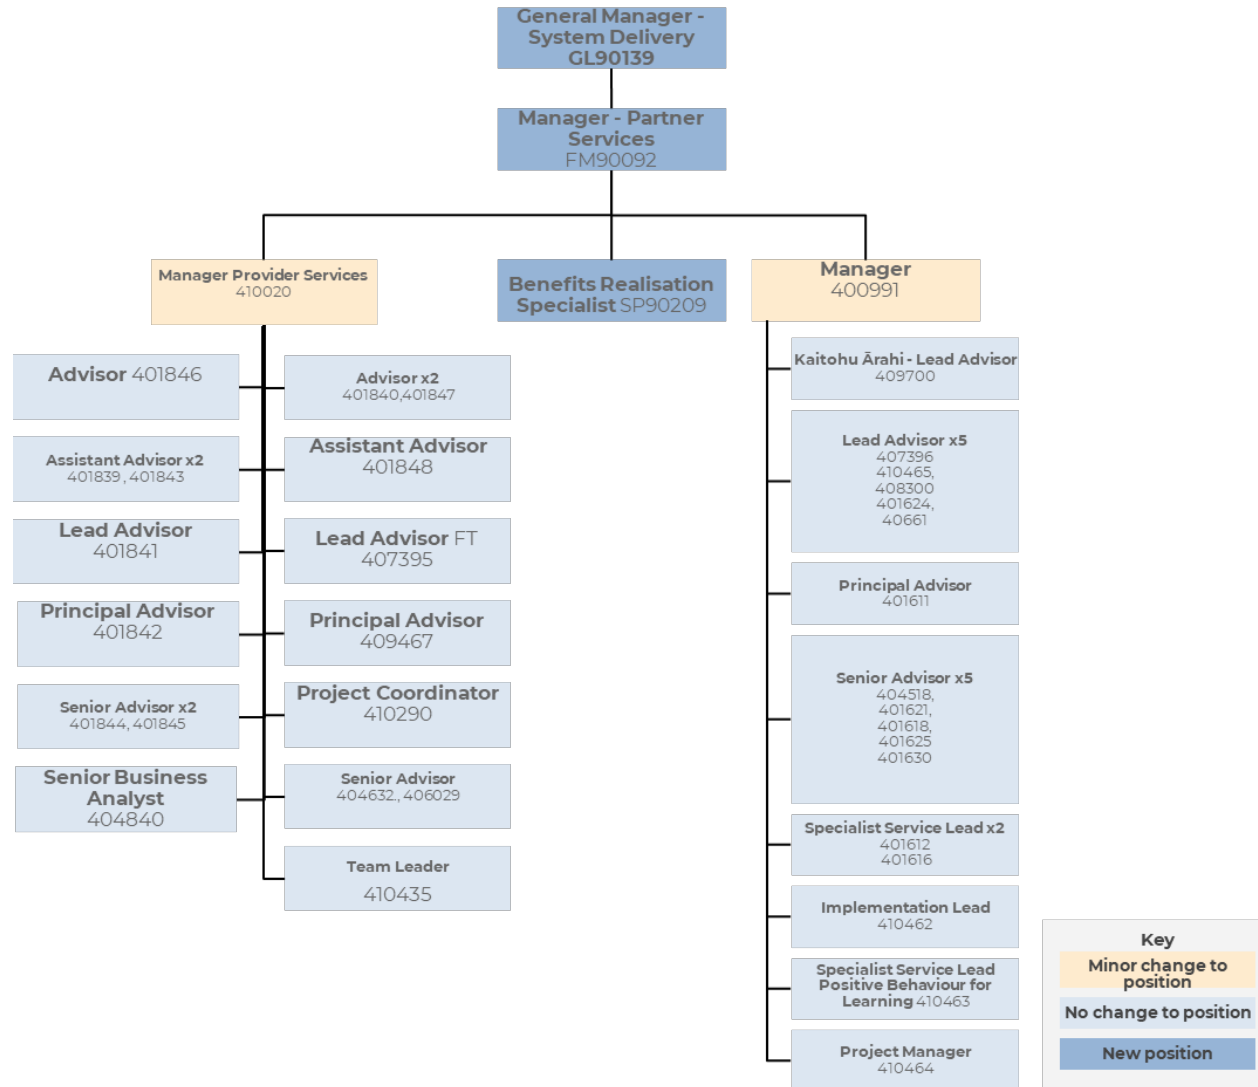 General Manager -
System Delivery
GL90139
Manager - Partner
Services
FM90092
Manager Provider Services
410020
Benefits Realisation
Specialist SP90209
Manager
400991
Advisor 401846
Advisor x2
401840,401847
Assistant Advisor x2
401839 , 401843
Assistant Advisor
401848
Lead Advisor
401841
Lead Advisor FT
407395
Principal Advisor
401842
Principal Advisor
409467
Senior Advisor x2
401844, 401845
Project Coordinator
410290
Senior Business
Analyst
404840
Senior Advisor
404632., 406029
Team Leader
410435
Kaitohu Ārahi - Lead Advisor
409700
Lead Advisor x5
407396
410465,
408300
401624,
40661
Principal Advisor
401611
Senior Advisor x5
404518,
401621,
401618,
401625
401630
Specialist Service Lead x2
401612
401616
Implementation Lead
410462
Specialist Service Lead
Positive Behaviour for
Learning 410463
Project Manager
410464
Key
Minor change to
position
No change to position
New position